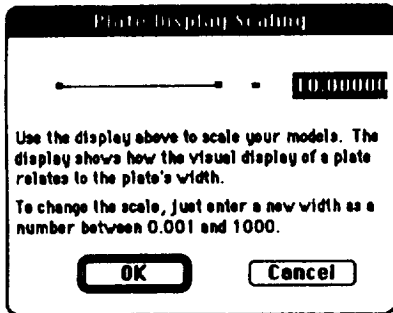 Plate Display Scaling
10.00000
Use the display above to scale your models. The
display shows how the visual display of a plate
relates to the plate's width.
To change the scale, just enter a new width as a
number between 0.001 and 1000.
OK Cancel